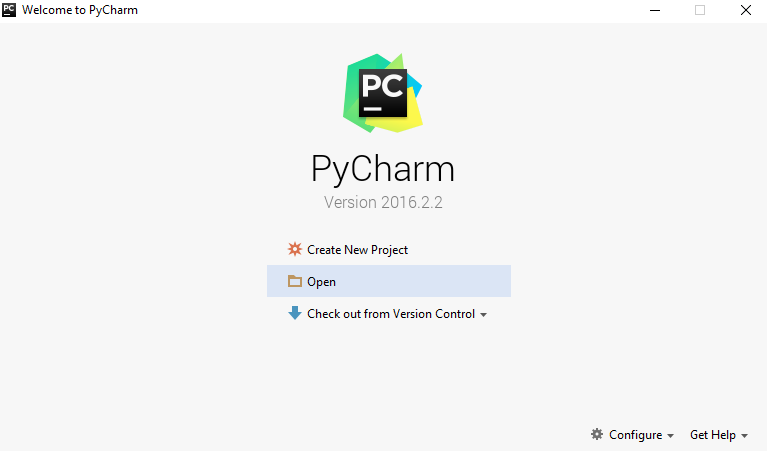 PC Welcome to PyCharm
PC
PyCharm
Version 2016.2.2
Create New Project
Open
Check out from Version Control
Configure Get Help